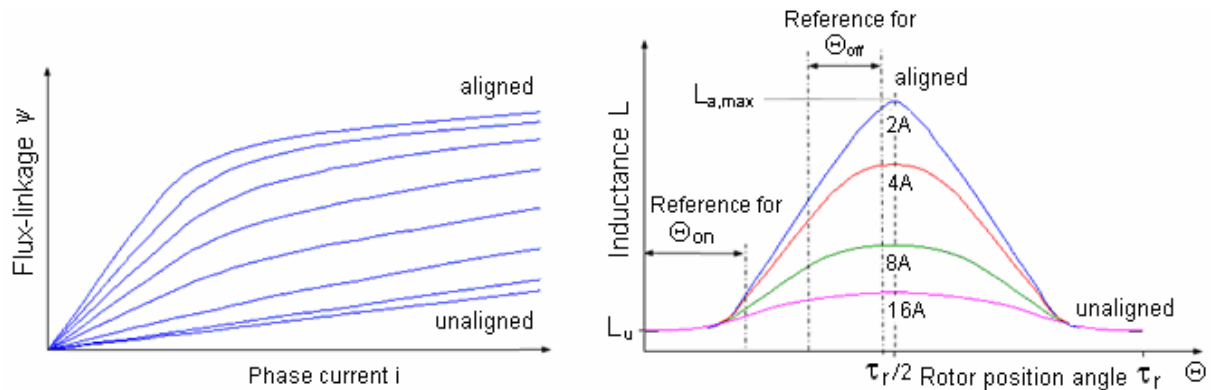 Flux-linkage ψ
aligned
unaligned
Phase current i
Reference for
Θoff
aligned
La,max
2A
4A
Inductance L
Reference for
Θon
8A
16A
unaligned
Lu
τr/2 Rotor position angle τr Θ